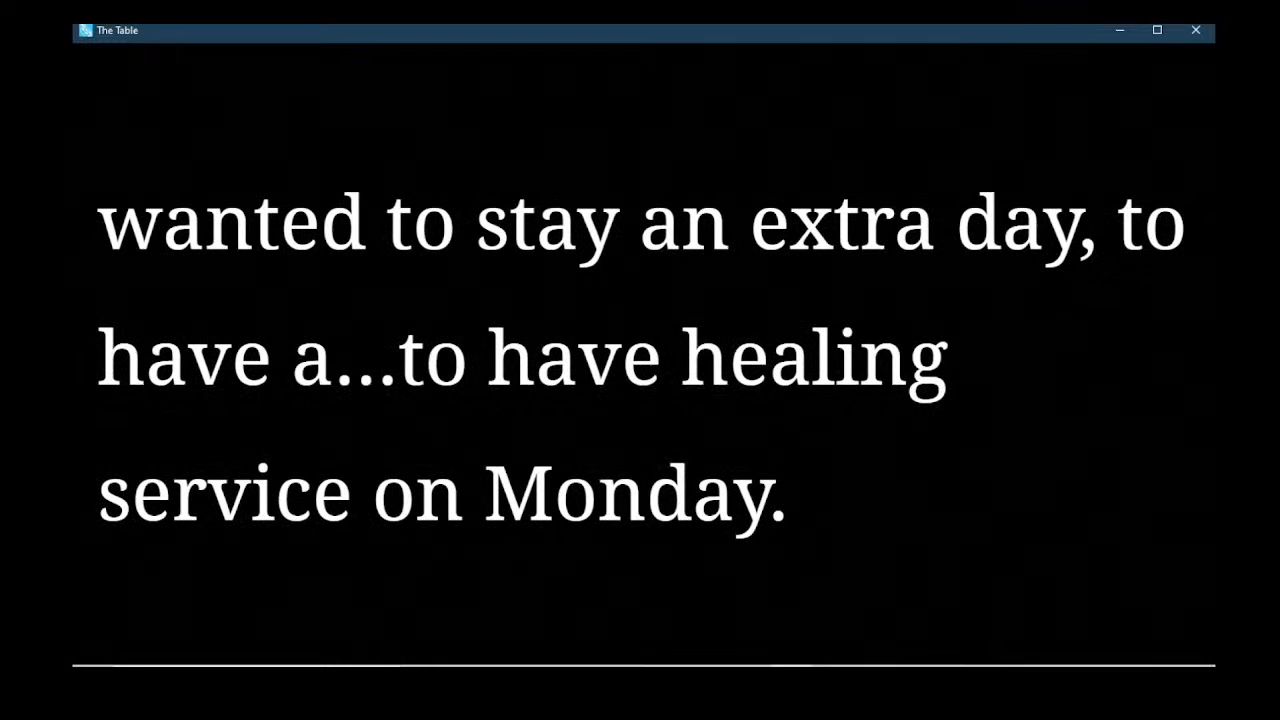 The Table
wanted to stay an extra day, to
have a...to have healing
service on Monday.